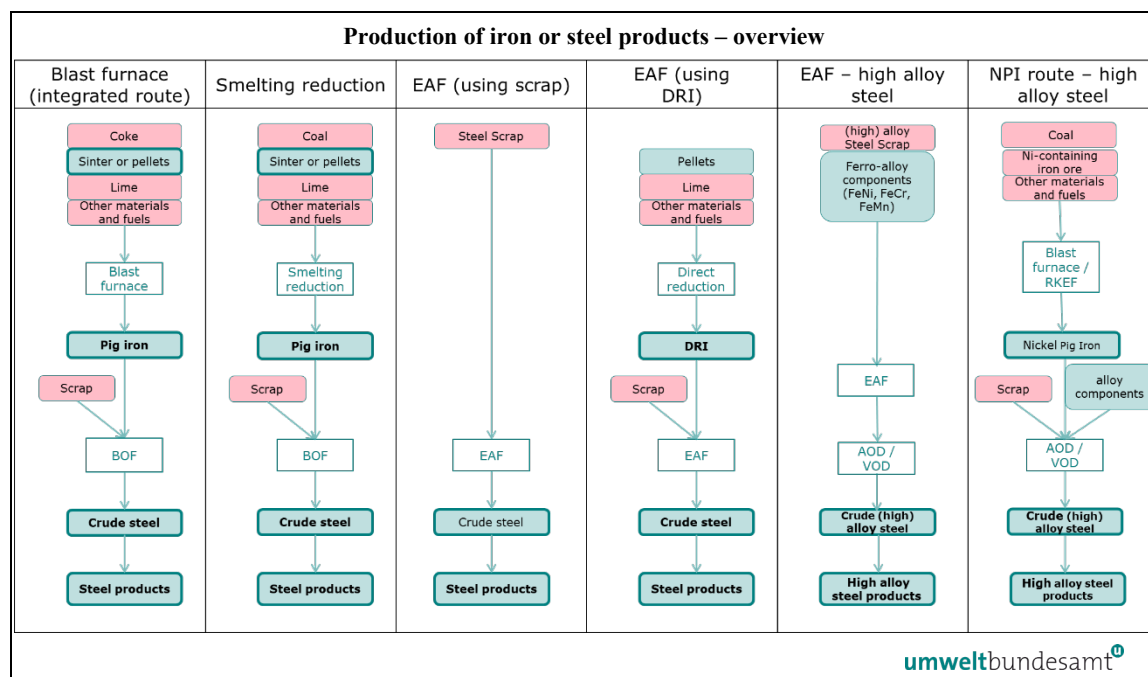 Production of iron or steel products – overview
Blast furnace
(integrated route)
Coke
Sinter or pellets
Lime
Other materials
and fuels
Blast
furnace
Pig iron
Scrap
BOF
Crude steel
Steel products
Smelting reduction
Coal
Sinter or pellets
Lime
Other materials
and fuels
Smelting
reduction
Pig iron
Scrap
BOF
Crude steel
Steel products
EAF (using scrap)
Steel Scrap
EAF
Crude steel
Steel products
EAF (using
DRI)
Pellets
Lime
Other materials
and fuels
Direct
reduction
DRI
Scrap
EAF
Crude steel
Steel products
EAF – high alloy
steel
(high) alloy
Steel Scrap
Ferro-alloy
components
(FeNi, FeCr,
FeMn)
EAF
AOD /
VOD
Crude (high)
alloy steel
High alloy
steel products
NPI route – high
alloy steel
Coal
Ni-containing
iron ore
Other materials
and fuels
Blast
furnace /
RKEF
Nickel Pig Iron
Scrap
alloy
components
AOD /
VOD
Crude (high)
alloy steel
High alloy steel
products
umweltbundesamt
u